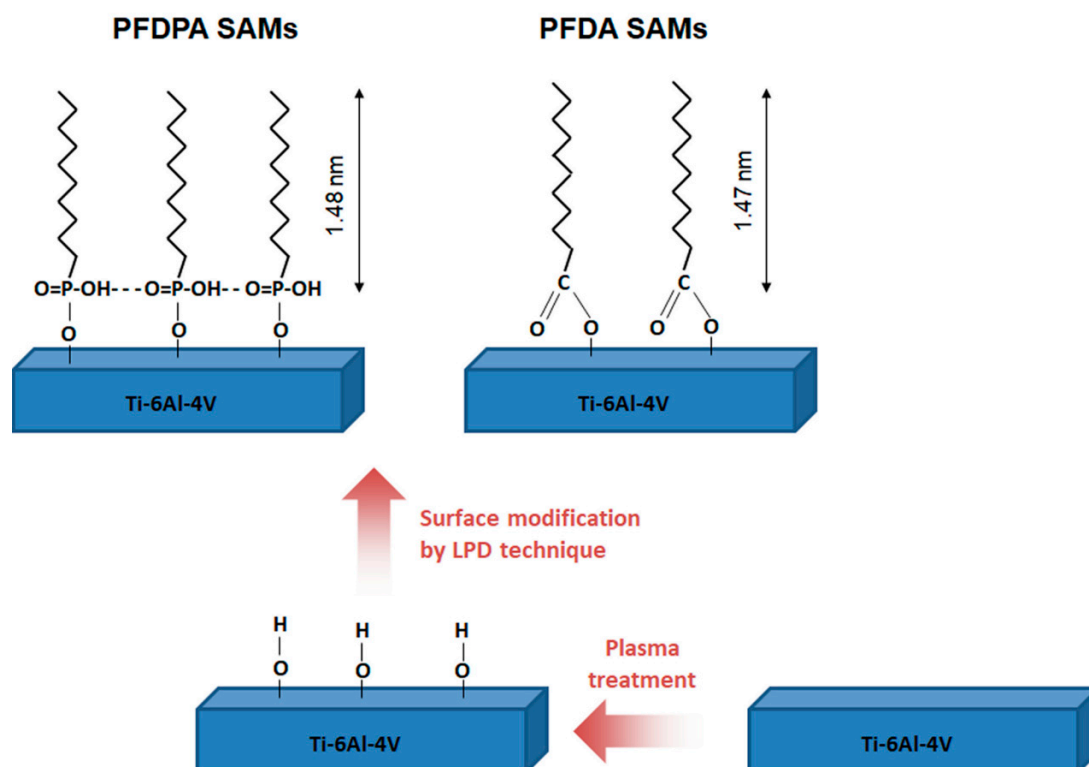 PFDPA SAMs
PFDA SAMs
1.48 nm
1.47 nm
O=P-OH---O=P-OH--O=P-OH
C
C
O
O
O
O
O
O
O
Ti-6Al-4V
Ti-6Al-4V
Surface modification
by LPD technique
H
H
H
O
O
O
Plasma
treatment
Ti-6Al-4V
Ti-6Al-4V